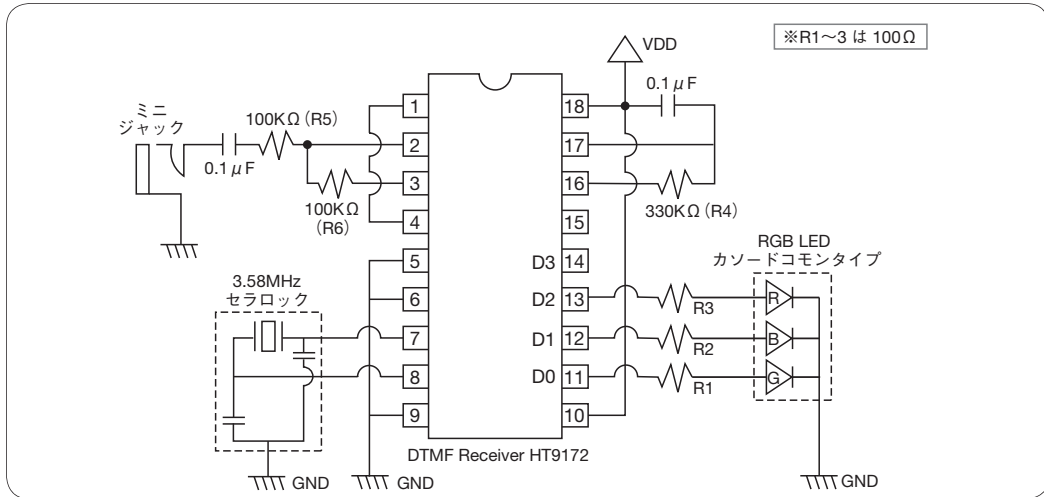 ※R1〜3 は 100Ω
VDD
0.1μF
ミニ
ジャック
100KΩ(R5)
0.1μF
100KΩ
(R6)
330KΩ(R4)
1
2
3
4
5
6
7
8
9
18
17
16
15
D3 14
D2 13
D1 12
D0 11
10
3.58MHz
セラロック
RGB LED
カソードコモンタイプ
R3
R2
R1
R
B
G
DTMF Receiver HT9172
GND
GND
GND